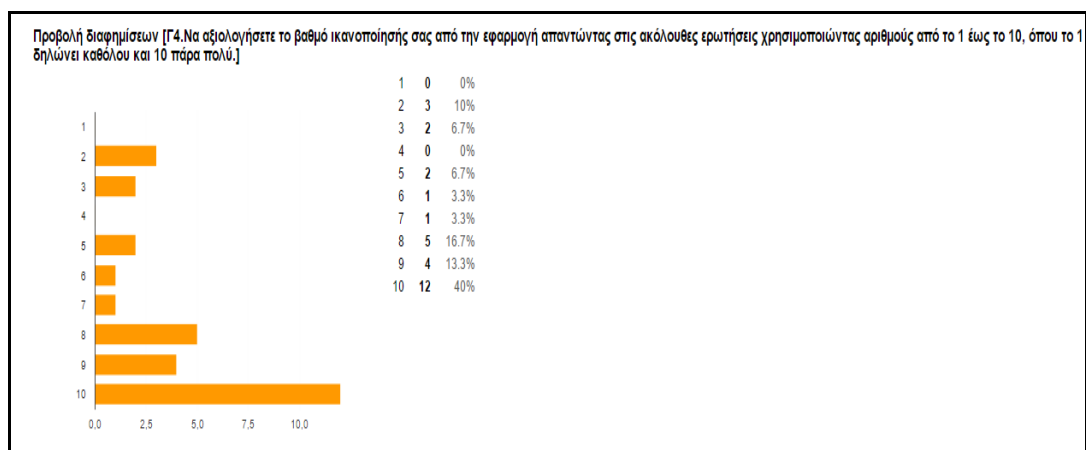 Προβολή διαφημίσεων [Γ4.Να αξιολογήσετε το βαθμό ικανοποίησής σας από την εφαρμογή απαντώντας στις ακόλουθες ερωτήσεις χρησιμοποιώντας αριθμούς από το 1 έως το 10, όπου το 1
δηλώνει καθόλου και 10 πάρα πολύ.]
1 0 0%
2 3 10%
3 2 6.7%
4 0 0%
5 2 6.7%
6 1 3.3%
7 1 3.3%
8 5 16.7%
9 4 13.3%
10 12 40%
1
2
3
4
5
6
7
8
9
10
0,0 2,5 5,0 7,5 10,0